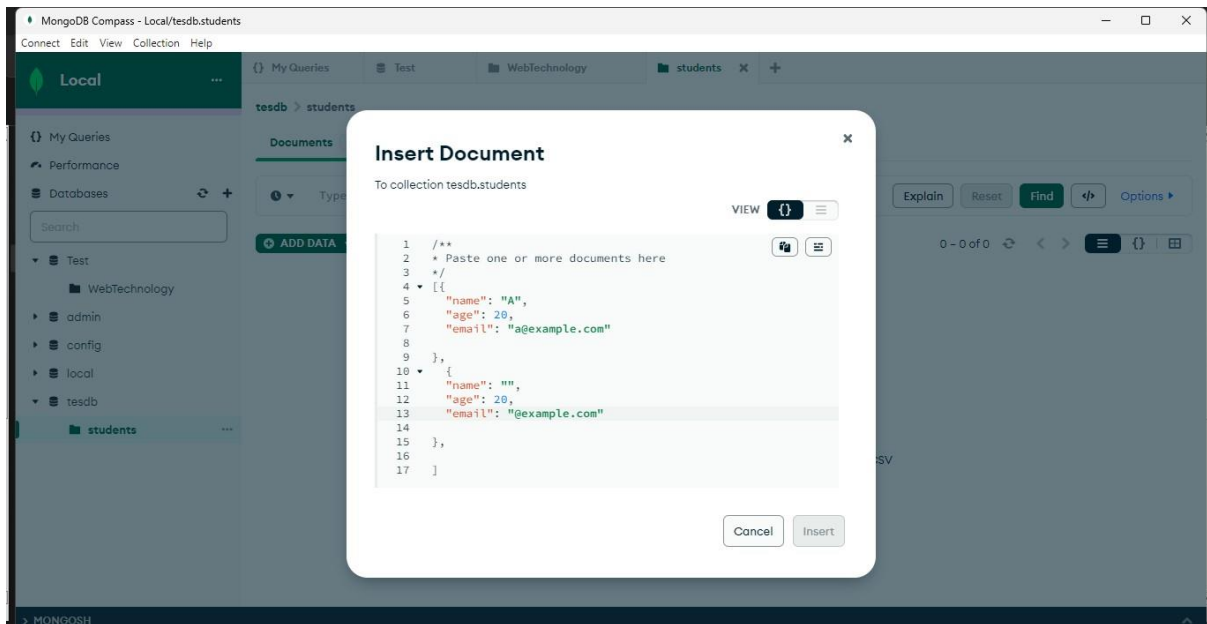 MongoDB Compass - Local/tesdb.students
Connect Edit View Collection Help
Local
{} My Queries
Test
WebTechnology
students
tesdb > students
{} My Queries
Performance
Databases
Search
Test
WebTechnology
admin
config
local
tesdb
students
Documents
Type
Explain
Reset
Find
Options
ADD DATA
0 – 0 of 0
Insert Document
To collection tesdb.students
VIEW {}
1 /**
2 * Paste one or more documents here
3 */
4 [{
5 "name": "A",
6 "age": 20,
7 "email": "a@example.com"
8
9 },
10 {
11 "name": "",
12 "age": 20,
13 "email": "@example.com"
14
15 },
16
17 ]
CSV
Cancel
Insert
> MONGOSH